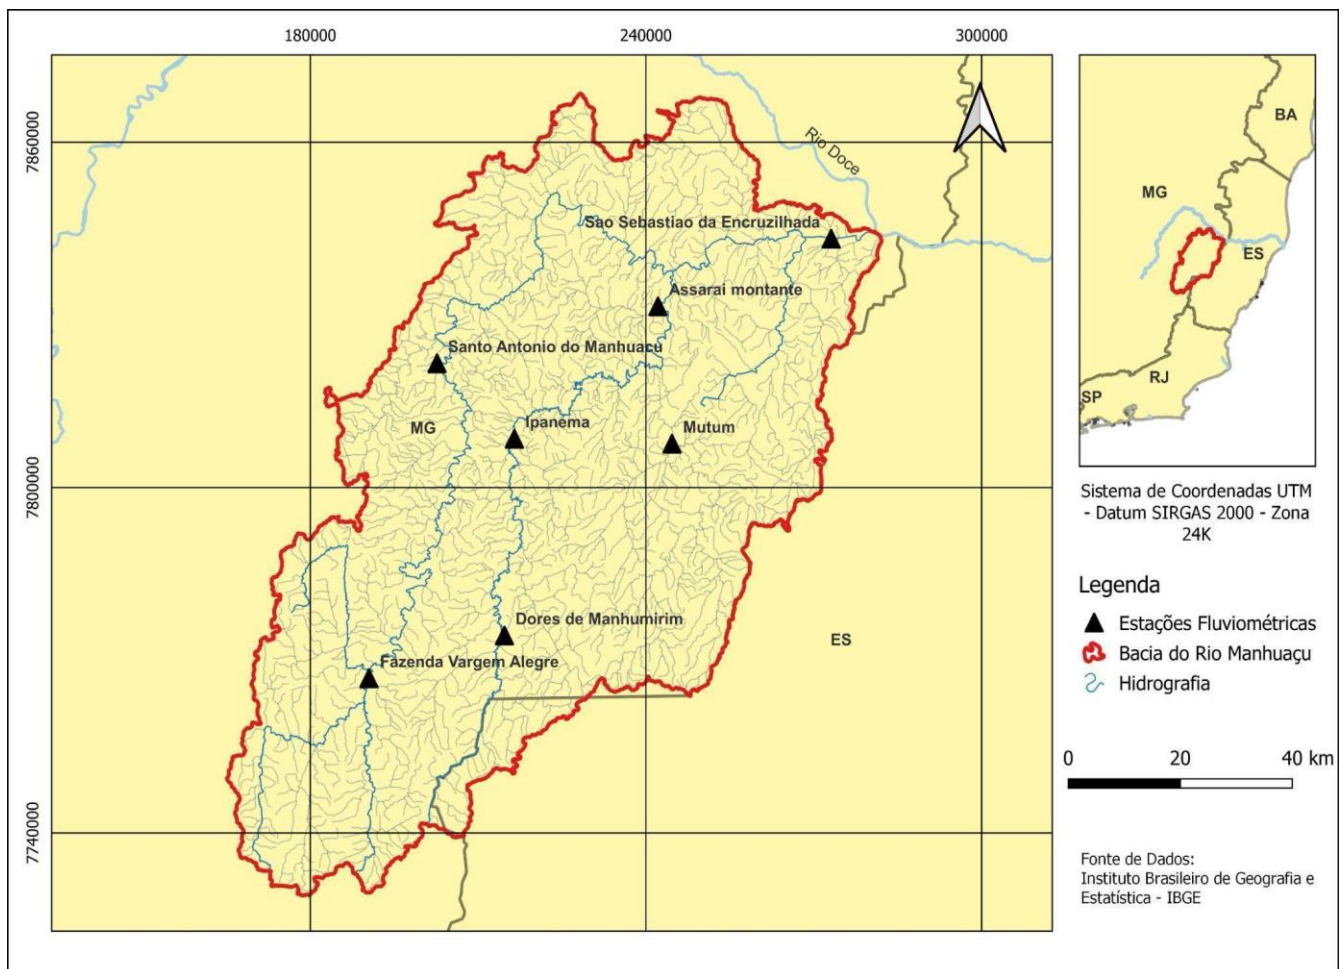 180000
240000
300000
7860000
7800000
7740000
Rio Doce
Sao Sebastiao da Encruzilhada
Assarai montante
Santo Antonio do Manhuacu
Ipanema
MG
Mutum
Dores de Manhumirim
ES
Fazenda Vargem Alegre
BA
MG
ES
RJ
SP
Sistema de Coordenadas UTM
- Datum SIRGAS 2000 - Zona
24K
Legenda
Estações Fluviométricas
Bacia do Rio Manhuaçu
Hidrografia
0 20 40 km
Fonte de Dados:
Instituto Brasileiro de Geografia e
Estatística - IBGE